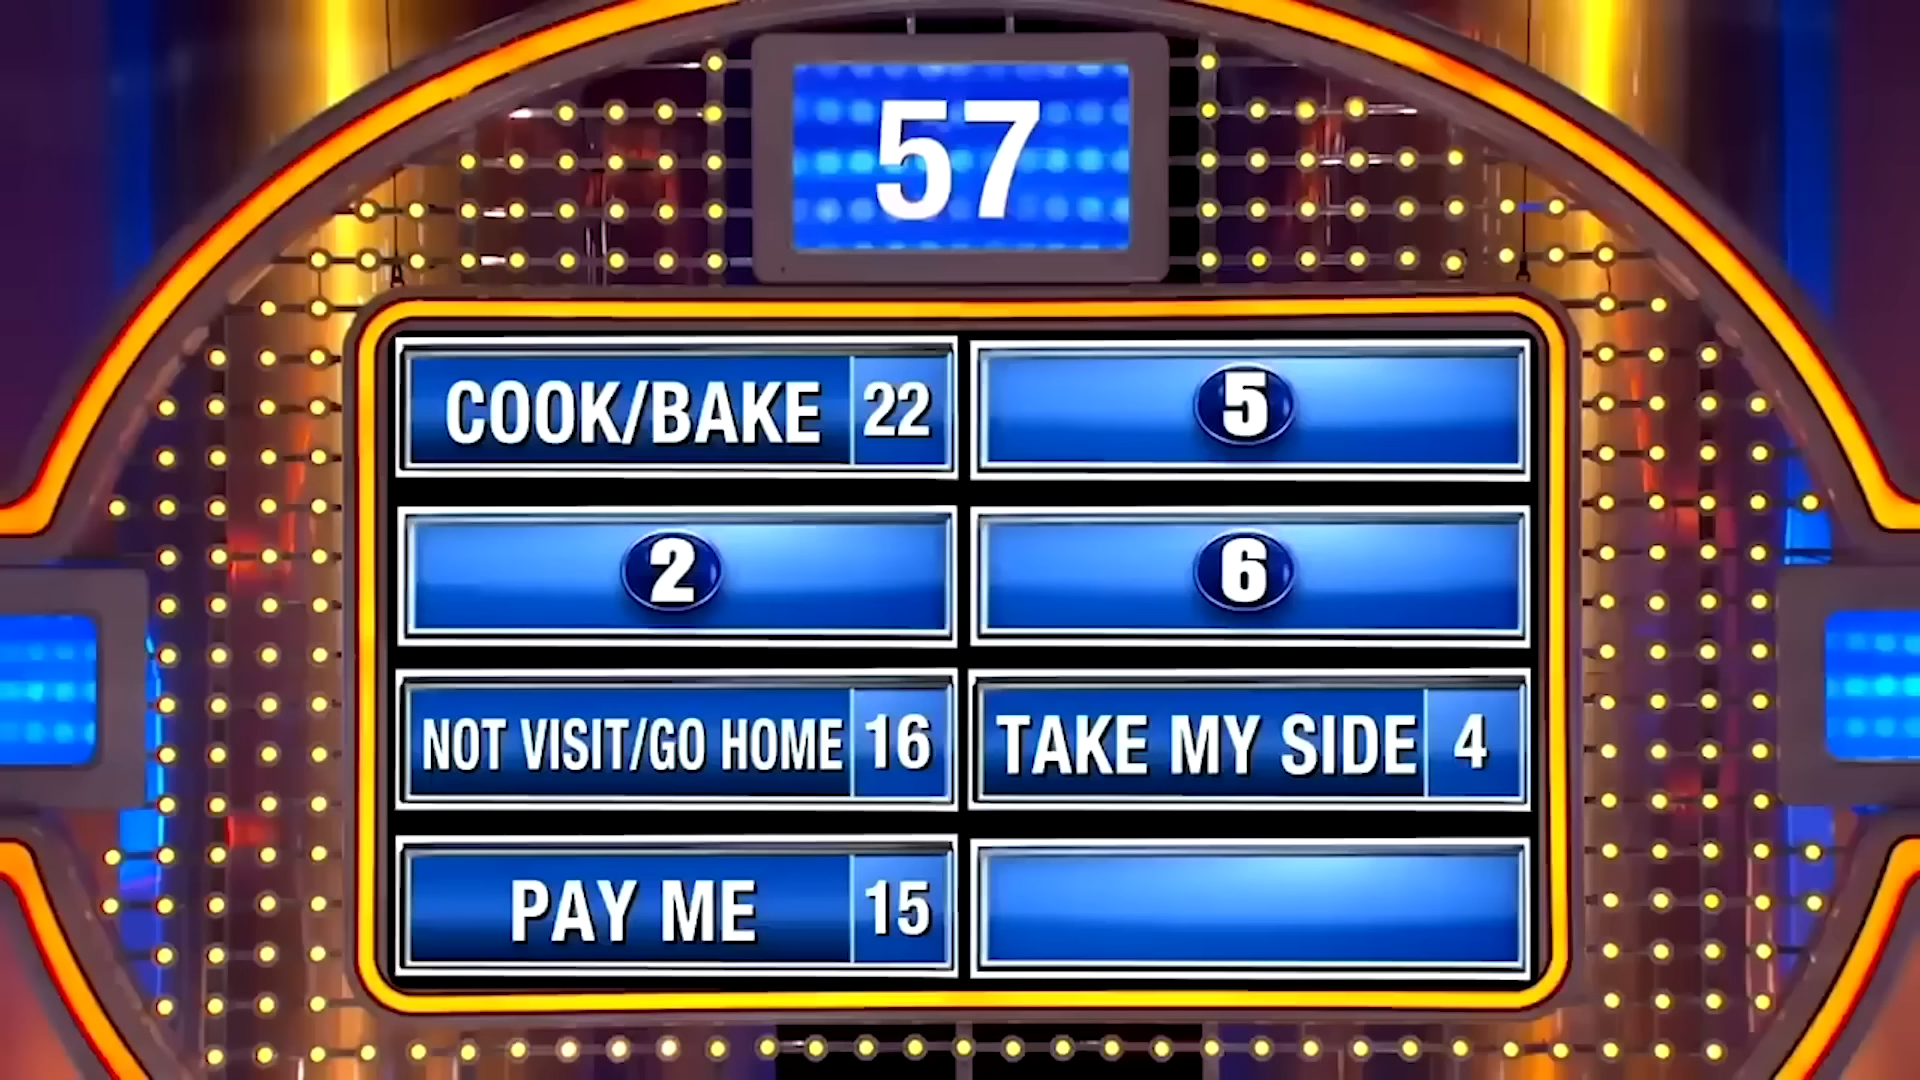 57
COOK/BAKE 22
5
2
6
NOT VISIT/GO HOME 16
TAKE MY SIDE 4
PAY ME 15